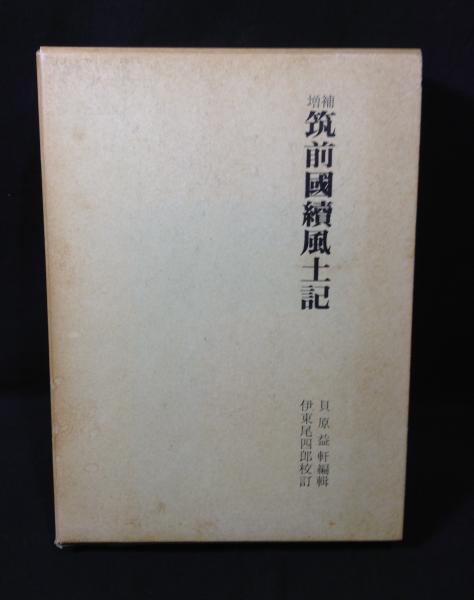 増補
筑前國續風土記
貝原益軒編輯
伊東尾四郎校訂